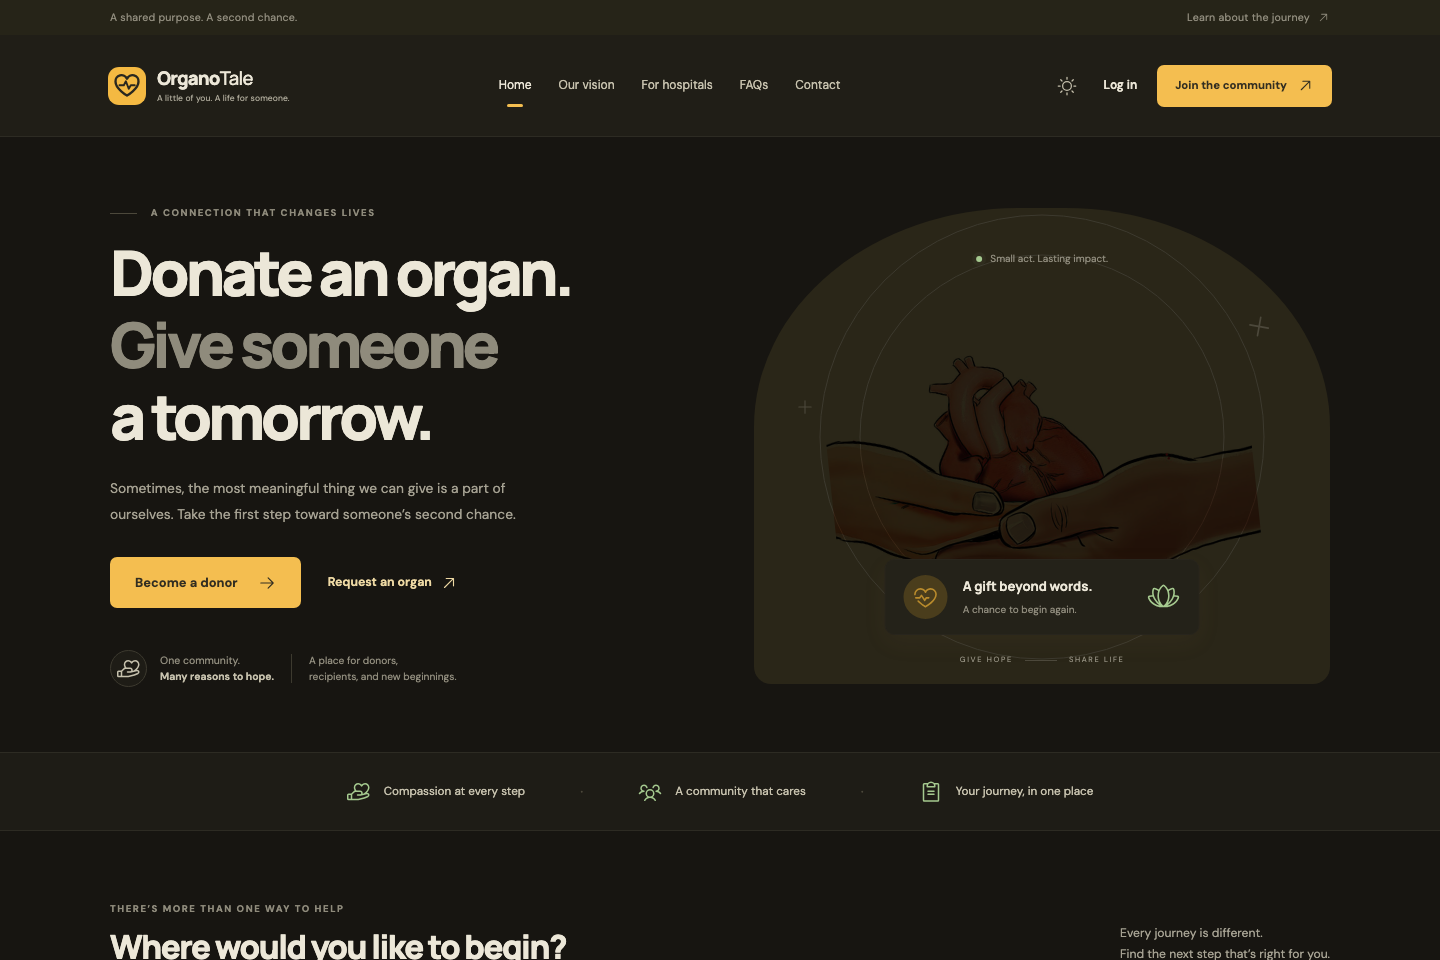 A shared purpose. A second chance.
Learn about the journey
OrganoTale
A little of you. A life for someone.
Home
Our vision
For hospitals
FAQs
Contact
Log in
Join the community
A CONNECTION THAT CHANGES LIVES
Donate an organ.
Give someone
a tomorrow.
Sometimes, the most meaningful thing we can give is a part of
ourselves. Take the first step toward someone’s second chance.
Become a donor
Request an organ
One community.
Many reasons to hope.
A place for donors,
recipients, and new beginnings.
Small act. Lasting impact.
A gift beyond words.
A chance to begin again.
GIVE HOPE
SHARE LIFE
Compassion at every step
A community that cares
Your journey, in one place
THERE’S MORE THAN ONE WAY TO HELP
Where would you like to begin?
Every journey is different.
Find the next step that’s right for you.